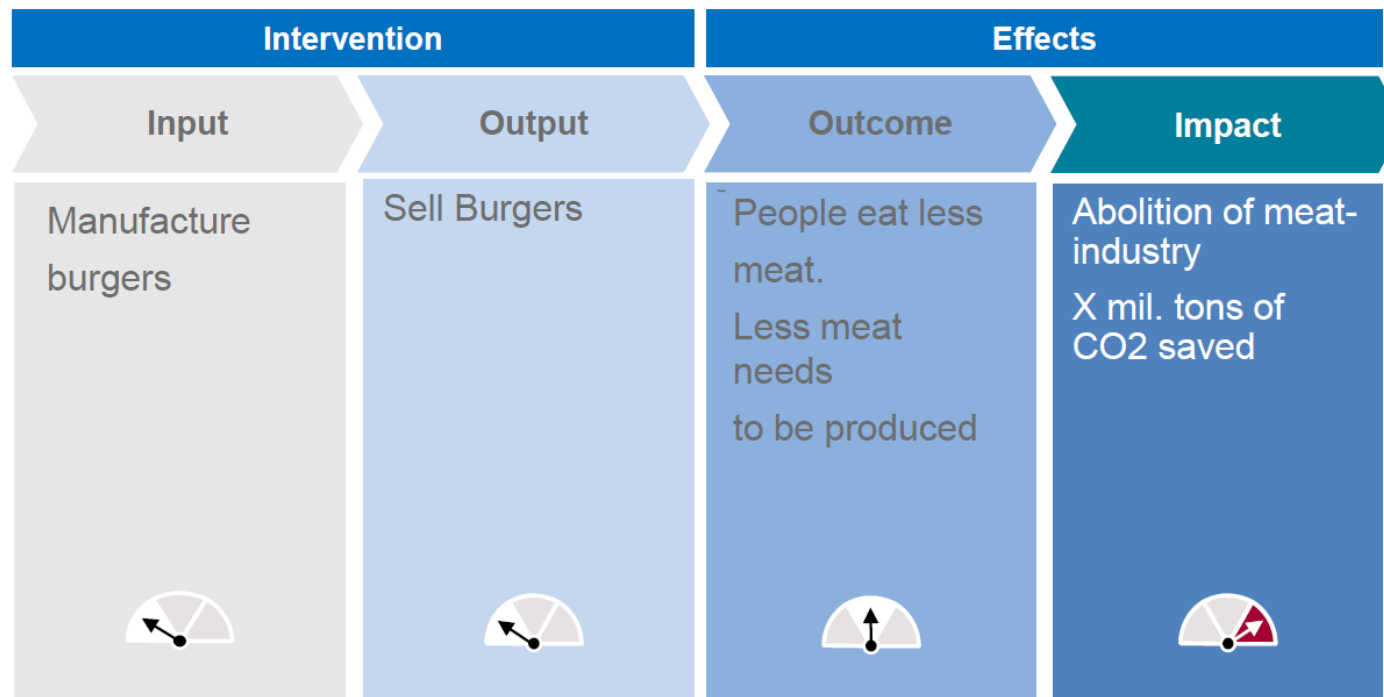 Intervention
Effects
Input
Output
Outcome
Impact
Manufacture
burgers
Sell Burgers
People eat less
meat.
Less meat
needs
to be produced
Abolition of meat-
industry
X mil. tons of
CO2 saved